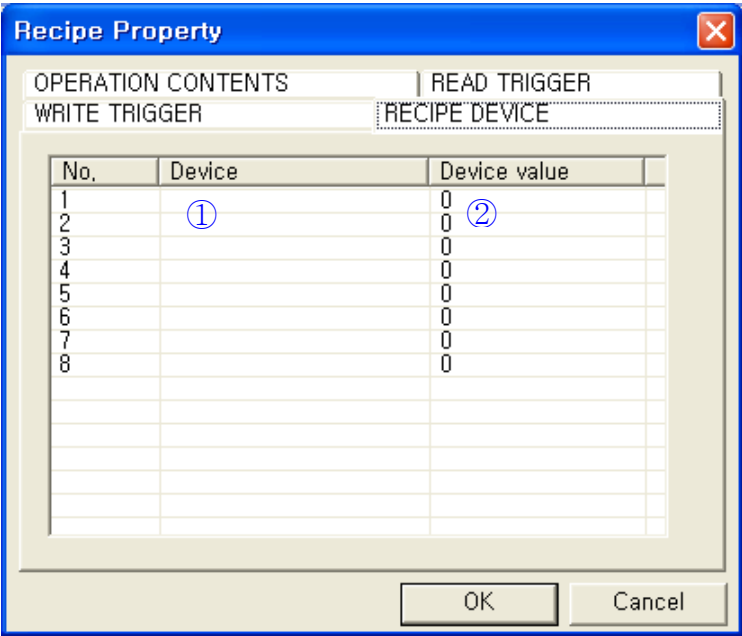 Recipe Property
OPERATION CONTENTS READ TRIGGER
WRITE TRIGGER RECIPE DEVICE
No. Device Device value
1 0
① ②
2 0
3 0
4 0
5 0
6 0
7 0
8 0
OK Cancel